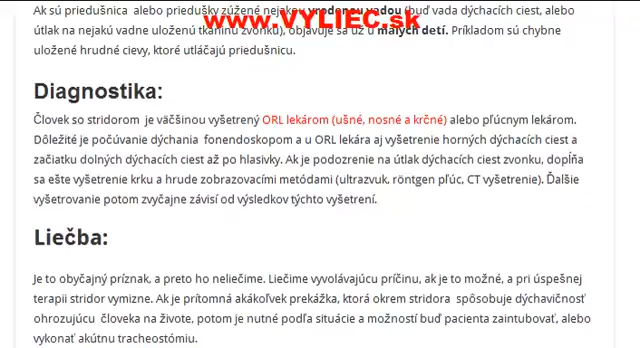 Ak sú priedušnica alebo priedušky zúžené nejakou vrodenou vadou (buď vada dýchacích ciest, alebo
www.VYLIEC.sk
útlak na nejakú vadne uloženú tkaninu zvonku), objavuje sa už u malých detí. Príkladom sú chybne
uložené hrudné cievy, ktoré utláčajú priedušnicu.
Diagnostika:
Človek so stridorom je väčšinou vyšetrený ORL lekárom (ušné, nosné a krčné) alebo pľúcnym lekárom.
Dôležité je počúvanie dýchania fonendoskopom a u ORL lekára aj vyšetrenie horných dýchacích ciest a
začiatku dolných dýchacích ciest až po hlasivky. Ak je podozrenie na útlak dýchacích ciest zvonku, dopĺňa
sa ešte vyšetrenie krku a hrude zobrazovacími metódami (ultrazvuk, röntgen pľúc, CT vyšetrenie). Ďalšie
vyšetrovanie potom zvyčajne závisí od výsledkov týchto vyšetrení.
Liečba:
Je to obyčajný príznak, a preto ho neliečime. Liečime vyvolávajúcu príčinu, ak je to možné, a pri úspešnej
terapii stridor vymizne. Ak je prítomná akákoľvek prekážka, ktorá okrem stridora spôsobuje dýchavičnosť
ohrozujúcu človeka na živote, potom je nutné podľa situácie a možností buď pacienta zaintubovať, alebo
vykonať akútnu tracheostómiu.